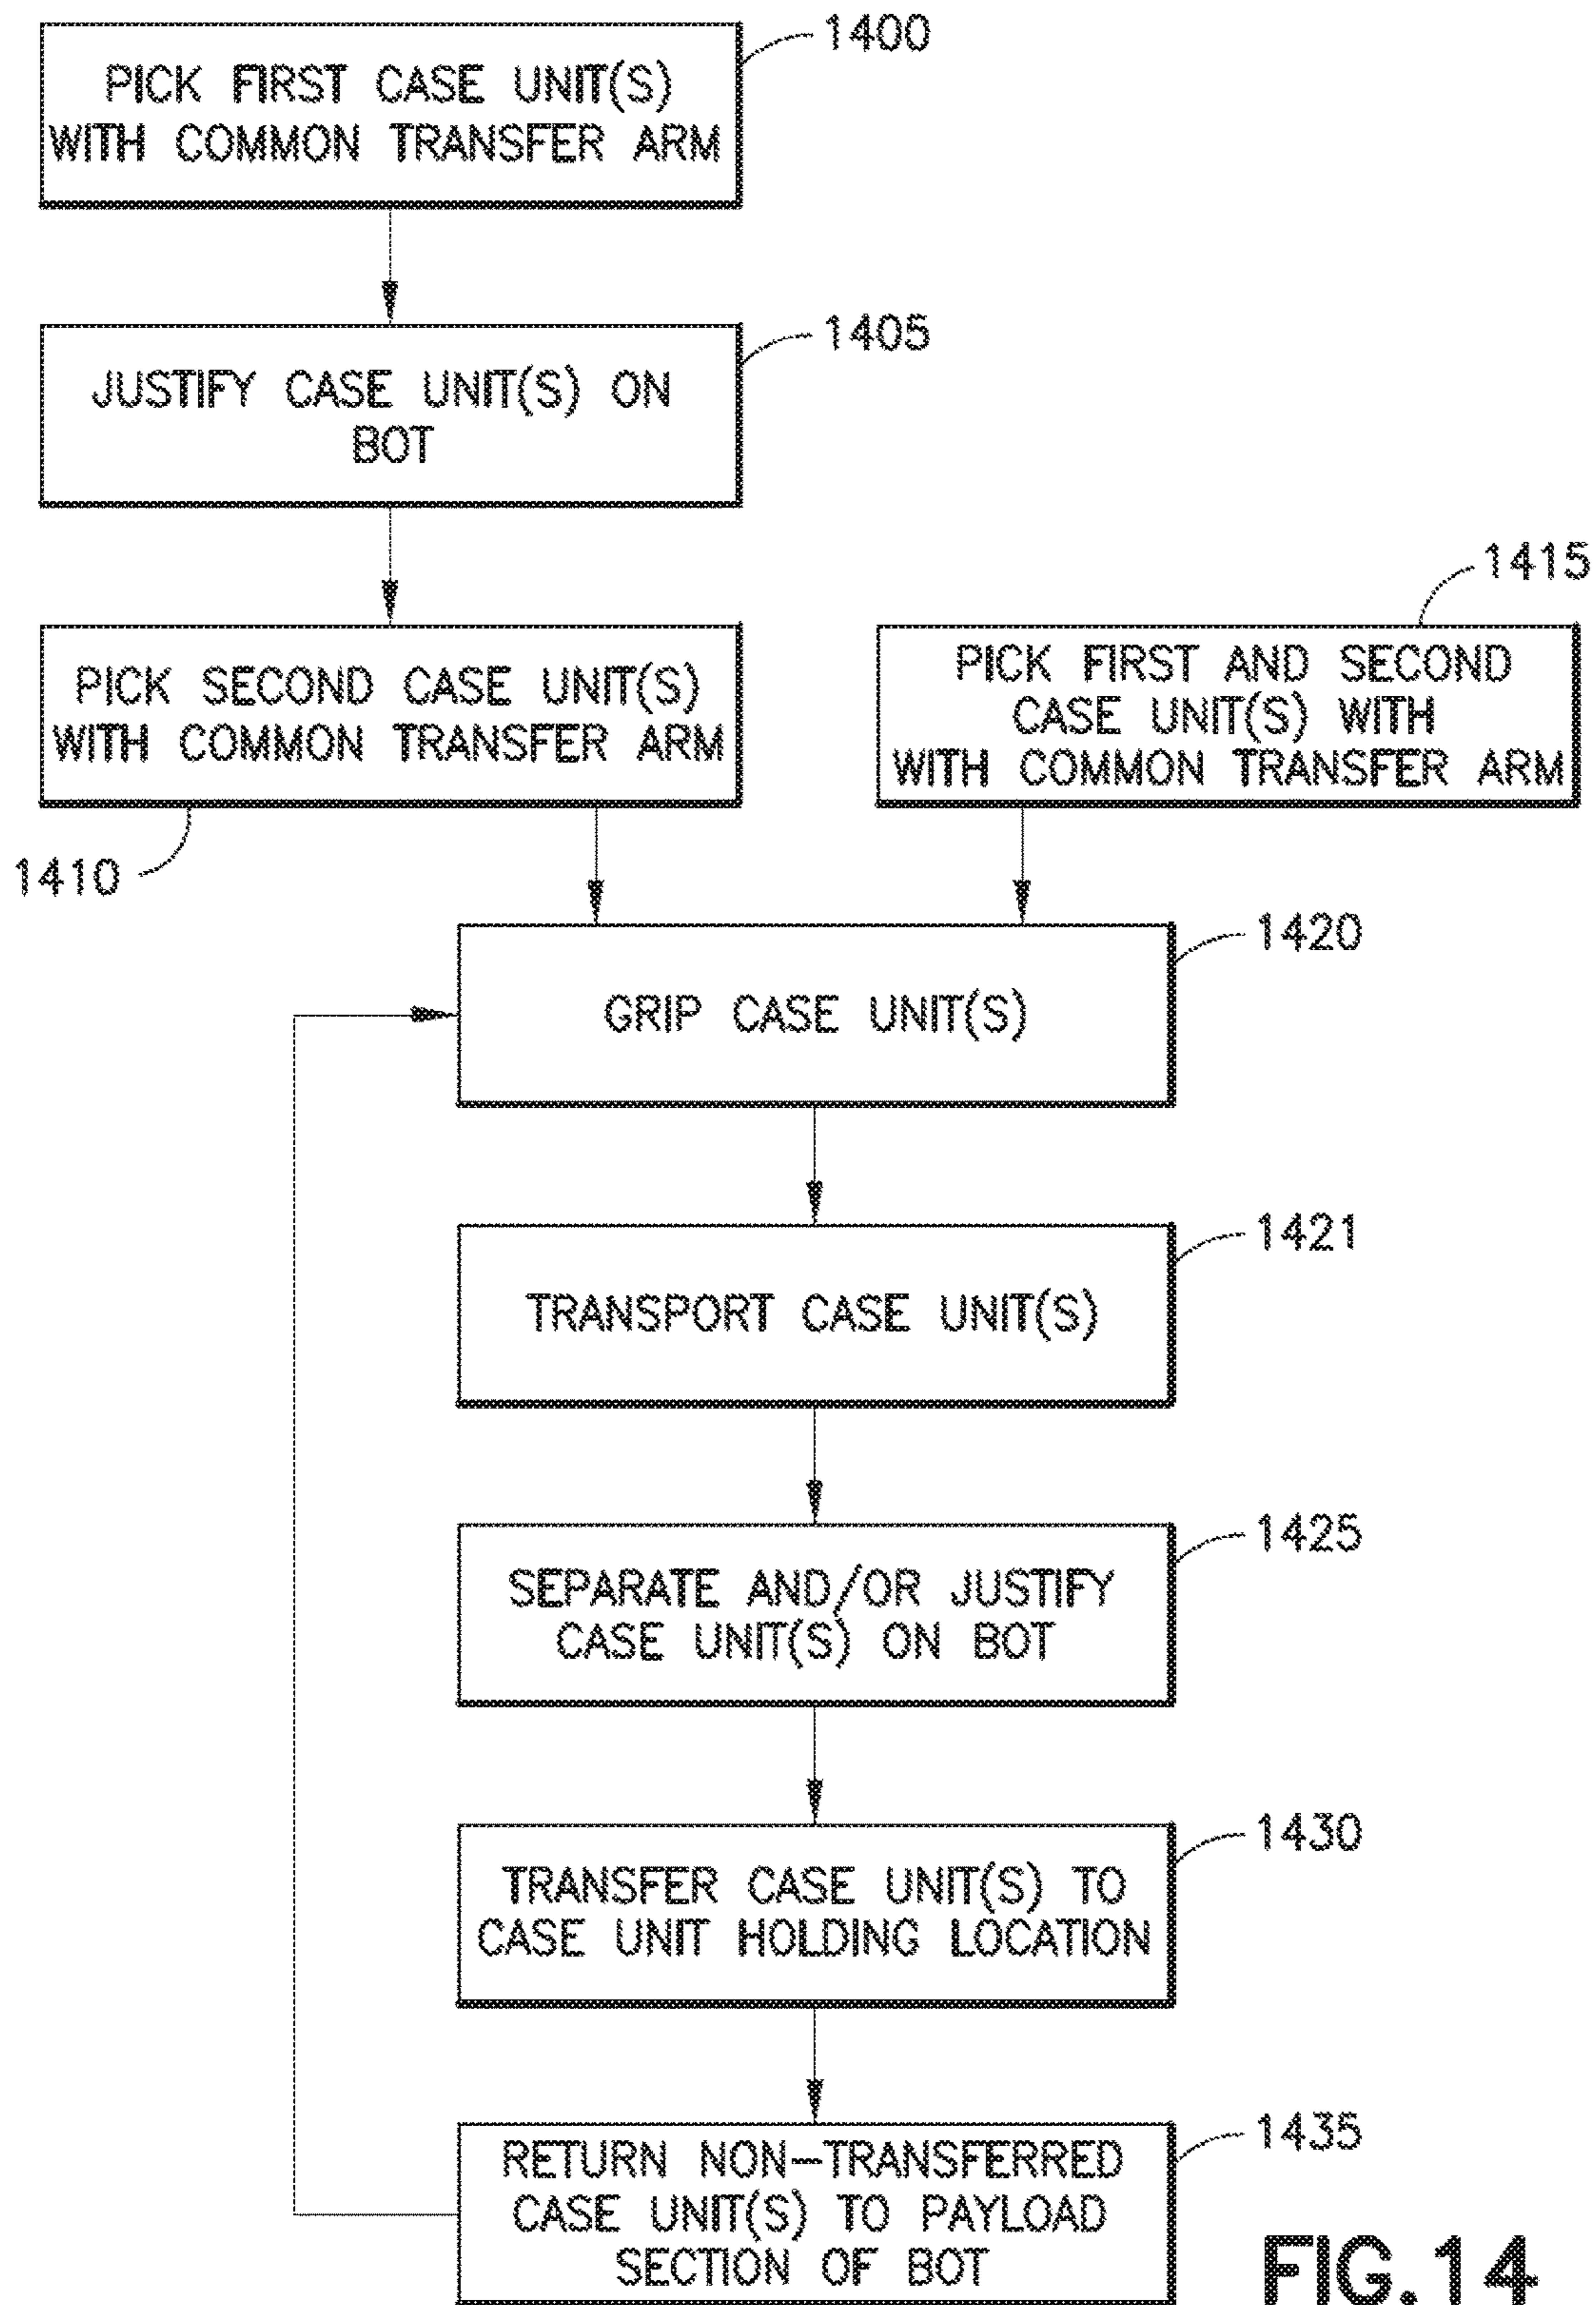 1400
PICK FIRST CASE UNIT(S)
WITH COMMON TRANSFER ARM
1405
JUSTIFY CASE UNIT(S) ON
BOT
1415
PICK SECOND CASE UNIT(S)
WITH COMMON TRANSFER ARM
PICK FIRST AND SECOND
CASE UNIT(S) WITH
WITH COMMON TRANSFER ARM
1410
1420
GRIP CASE UNIT(S)
1421
TRANSPORT CASE UNIT(S)
1425
SEPARATE AND/OR JUSTIFY
CASE UNIT(S) ON BOT
1430
TRANSFER CASE UNIT(S) TO
CASE UNIT HOLDING LOCATION
1435
RETURN NON-TRANSFERRED
CASE UNIT(S) TO PAYLOAD
SECTION OF BOT
FIG.14